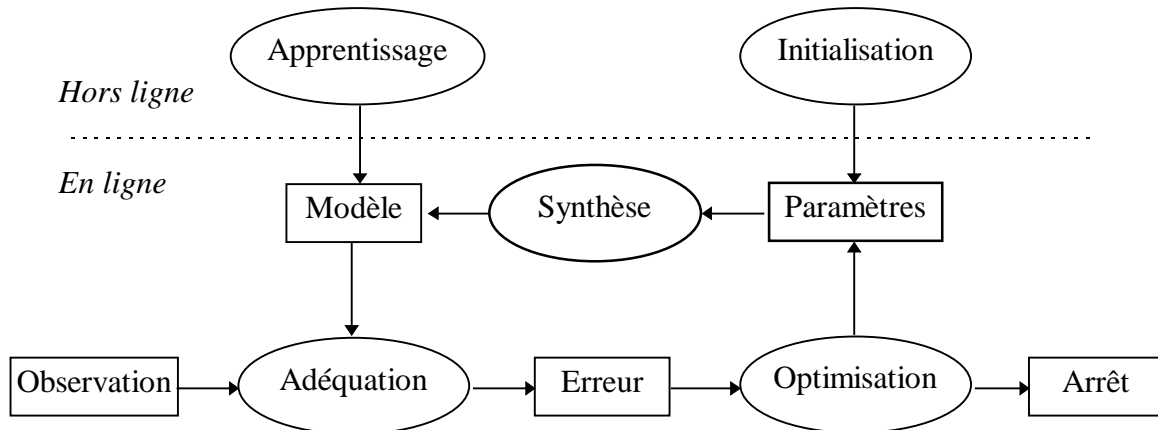 Apprentissage
Initialisation
Hors ligne
En ligne
Modèle
Synthèse
Paramètres
Observation
Adéquation
Erreur
Optimisation
Arrêt